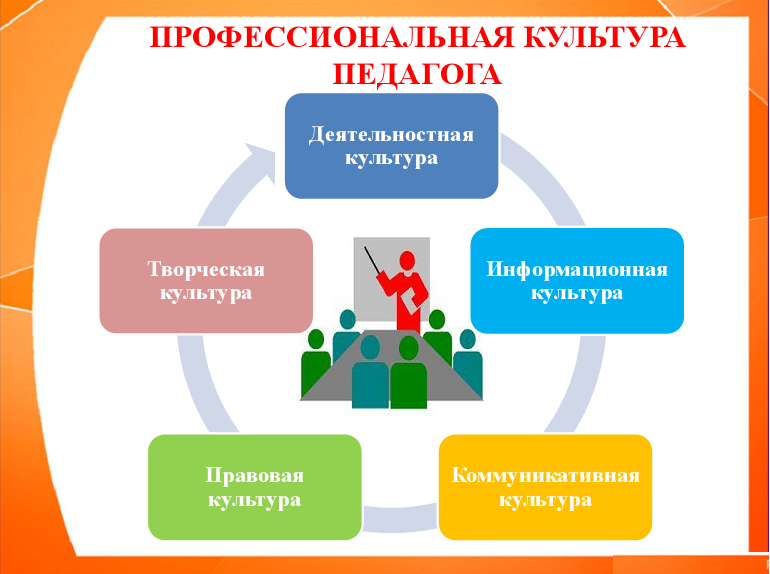 ПРОФЕССИОНАЛЬНАЯ КУЛЬТУРА
ПЕДАГОГА
Деятельностная
культура
Информационная
культура
Коммуникативная
культура
Правовая
культура
Творческая
культура